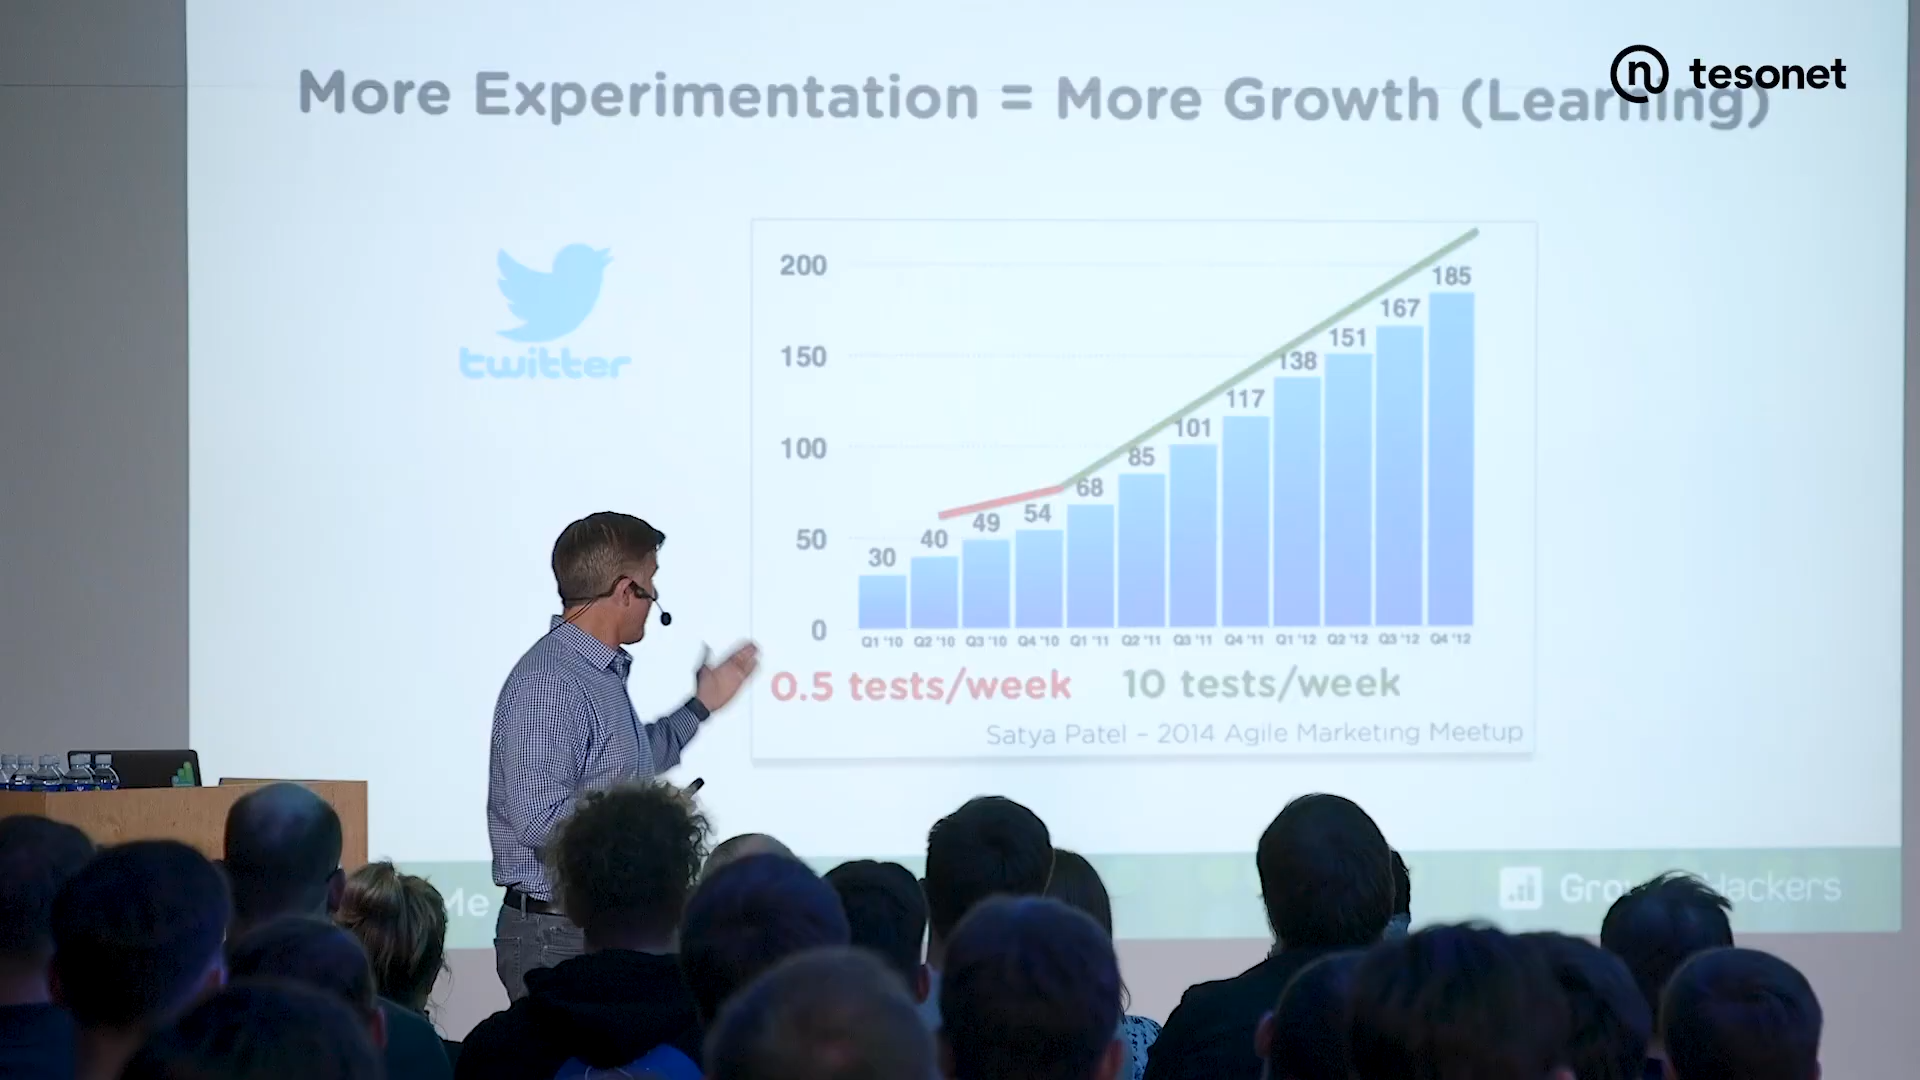 tesonet
More Experimentation = More Growth (Learning)
twitter
200
150
100
50
0
30
40
49
54
68
85
101
117
138
151
167
185
Q1 '10
Q2 '10
Q3 '10
Q4 '10
Q1 '11
Q2 '11
Q3 '11
Q4 '11
Q1 '12
Q2 '12
Q3 '12
Q4 '12
0.5 tests/week
10 tests/week
Satya Patel – 2014 Agile Marketing Meetup
Me